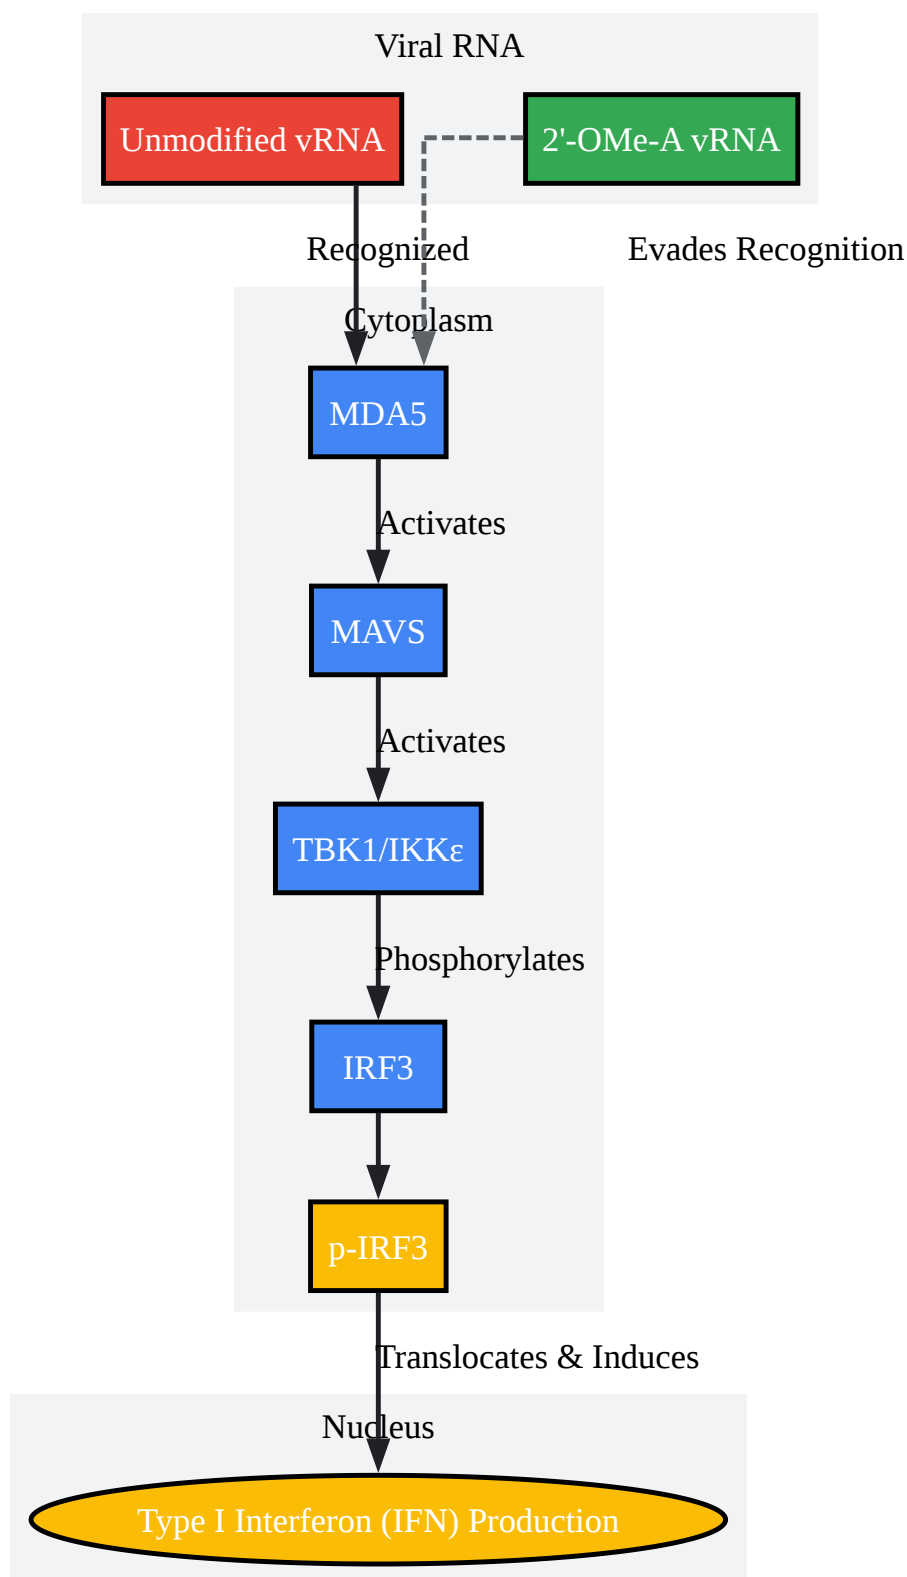 Viral RNA
Unmodified vRNA
2'-OMe-A vRNA
Recognized
Evades Recognition
Cytoplasm
MDA5
Activates
MAVS
Activates
TBK1/IKKε
Phosphorylates
IRF3
p-IRF3
Translocates & Induces
Nucleus
Type I Interferon (IFN) Production